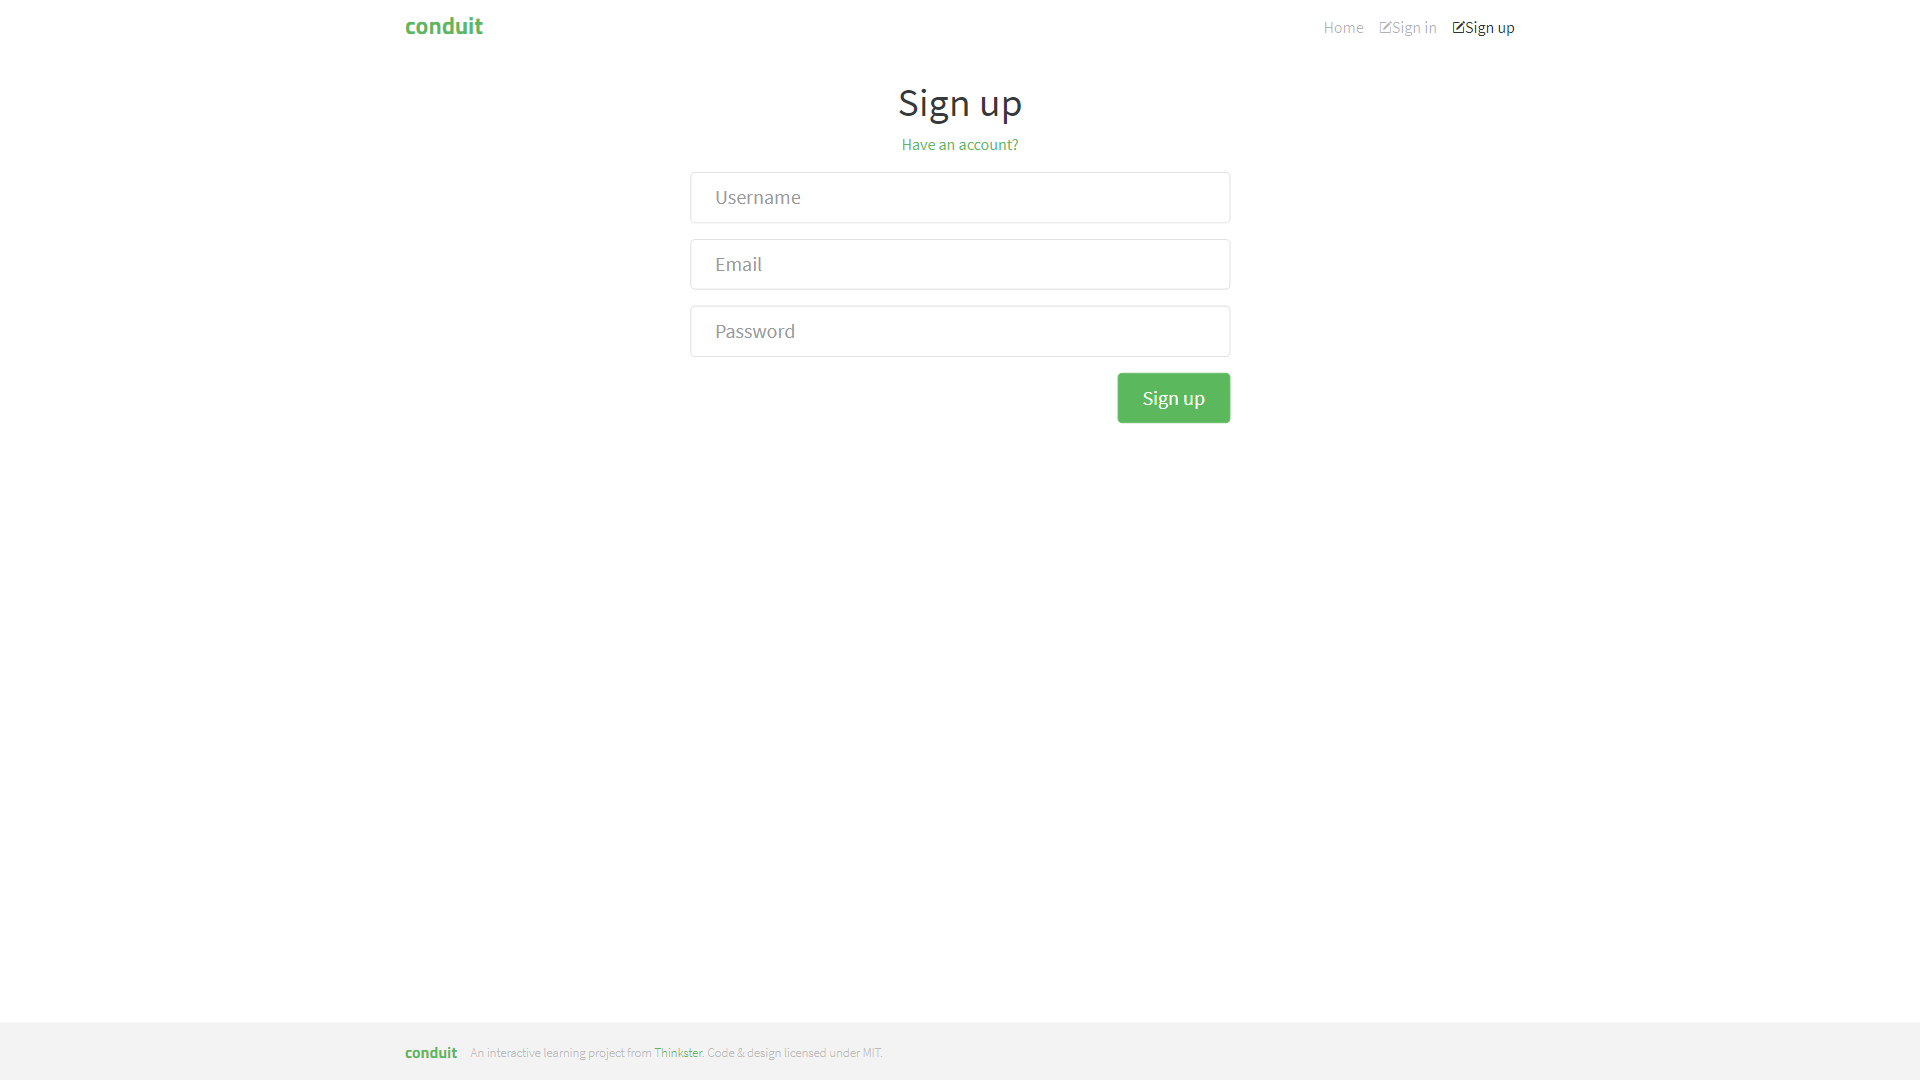 conduit
Home Sign in Sign up
Sign up
Have an account?
Username
Email
Password
Sign up
conduit An interactive learning project from Thinkster. Code & design licensed under MIT.